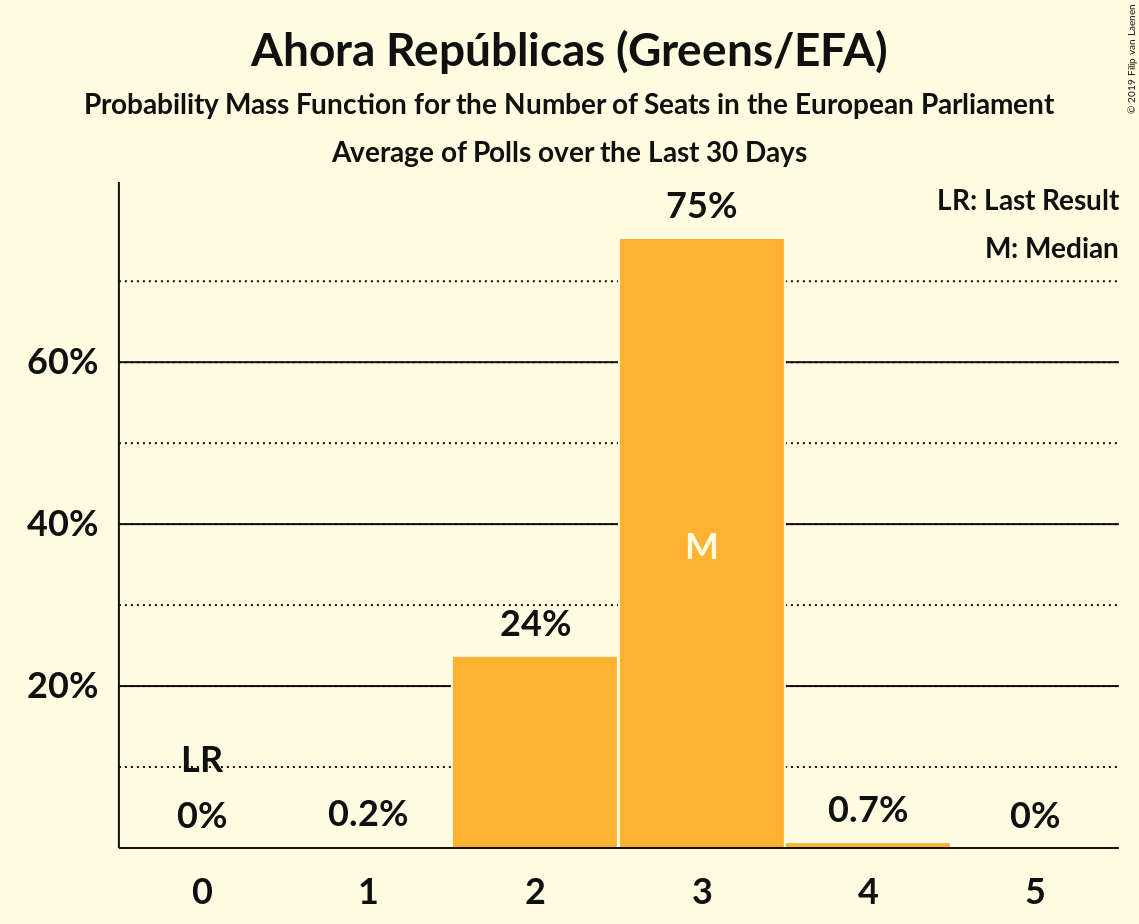 Ahora Repúblicas (Greens/EFA)
Probability Mass Function for the Number of Seats in the European Parliament
Average of Polls over the Last 30 Days
© 2019 Filip van Laenen
LR: Last Result
M: Median
75%
60%
M
40%
24%
20%
LR
0%
0.2%
0.7%
0%
0 1 2 3 4 5